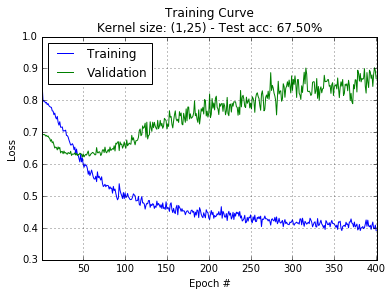 Training Curve
Kernel size: (1,25) - Test acc: 67.50%
1.0
0.9
0.8
0.7
0.6
0.5
0.4
0.3
Loss
Training
Validation
50
100
150
200
250
300
350
400
Epoch #